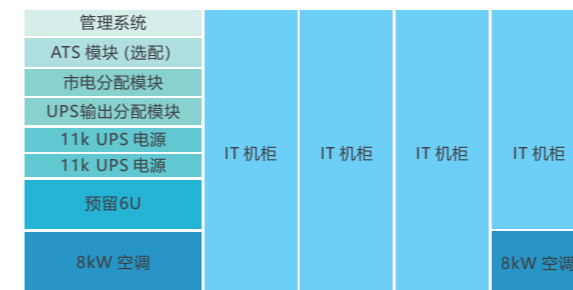 管理系统
ATS 模块 (选配)
市电分配模块
UPS输出分配模块
11k UPS 电源
11k UPS 电源
预留6U
8kW 空调
IT 机柜
IT 机柜
IT 机柜
IT 机柜
8kW 空调